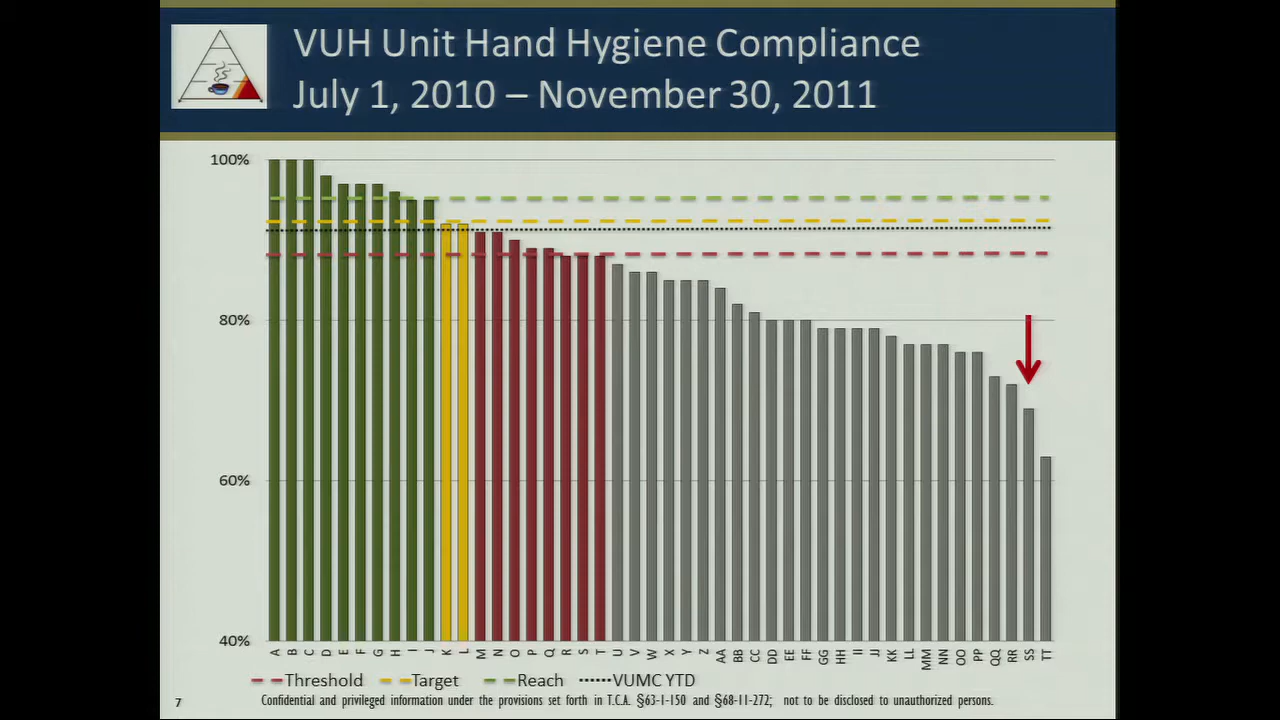 VUH Unit Hand Hygiene Compliance
July 1, 2010 – November 30, 2011
100%
80%
60%
40%
A B C D E F G H I J K L M N O P Q R S T U V W X Y Z AA BB CC DD EE FF GG HH II JJ KK LL MM NN OO PP QQ RR SS TT
Threshold Target Reach VUMC YTD
7 Confidential and privileged information under the provisions set forth in T.C.A. §63-1-150 and §68-11-272; not to be disclosed to unauthorized persons.